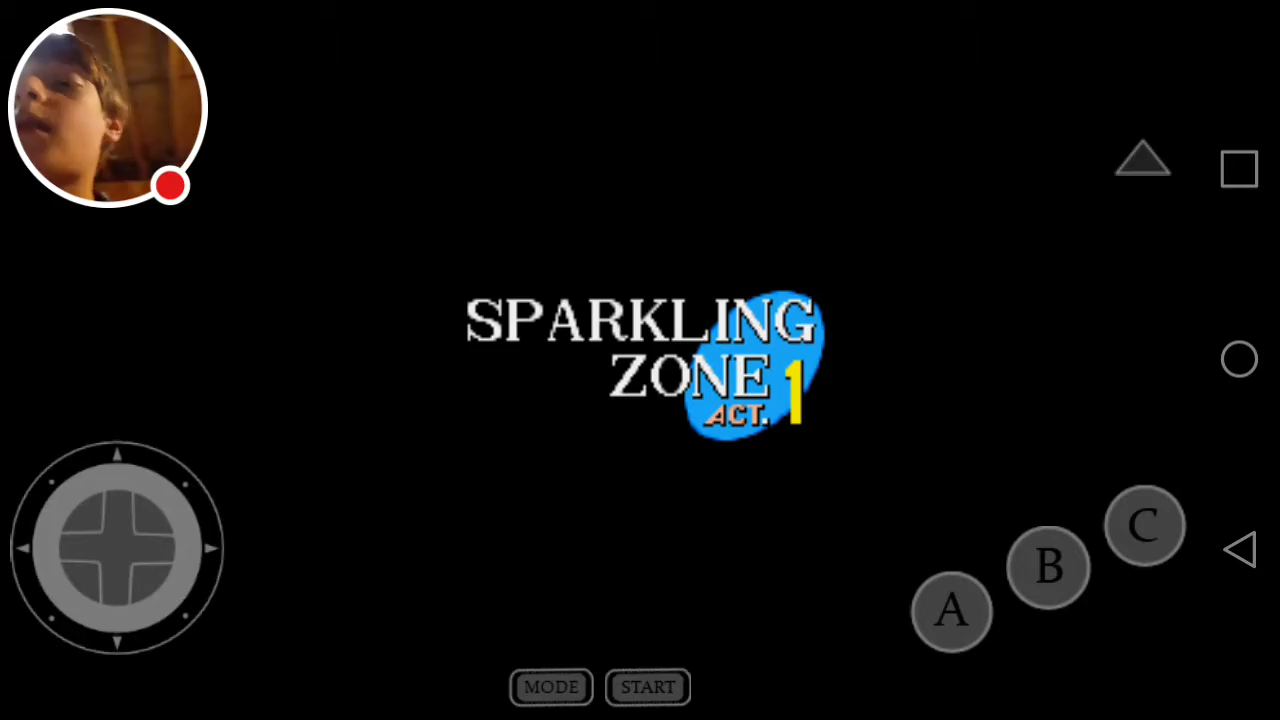 SPARKLING
ZONE 1
ACT.
C
B
A
MODE START